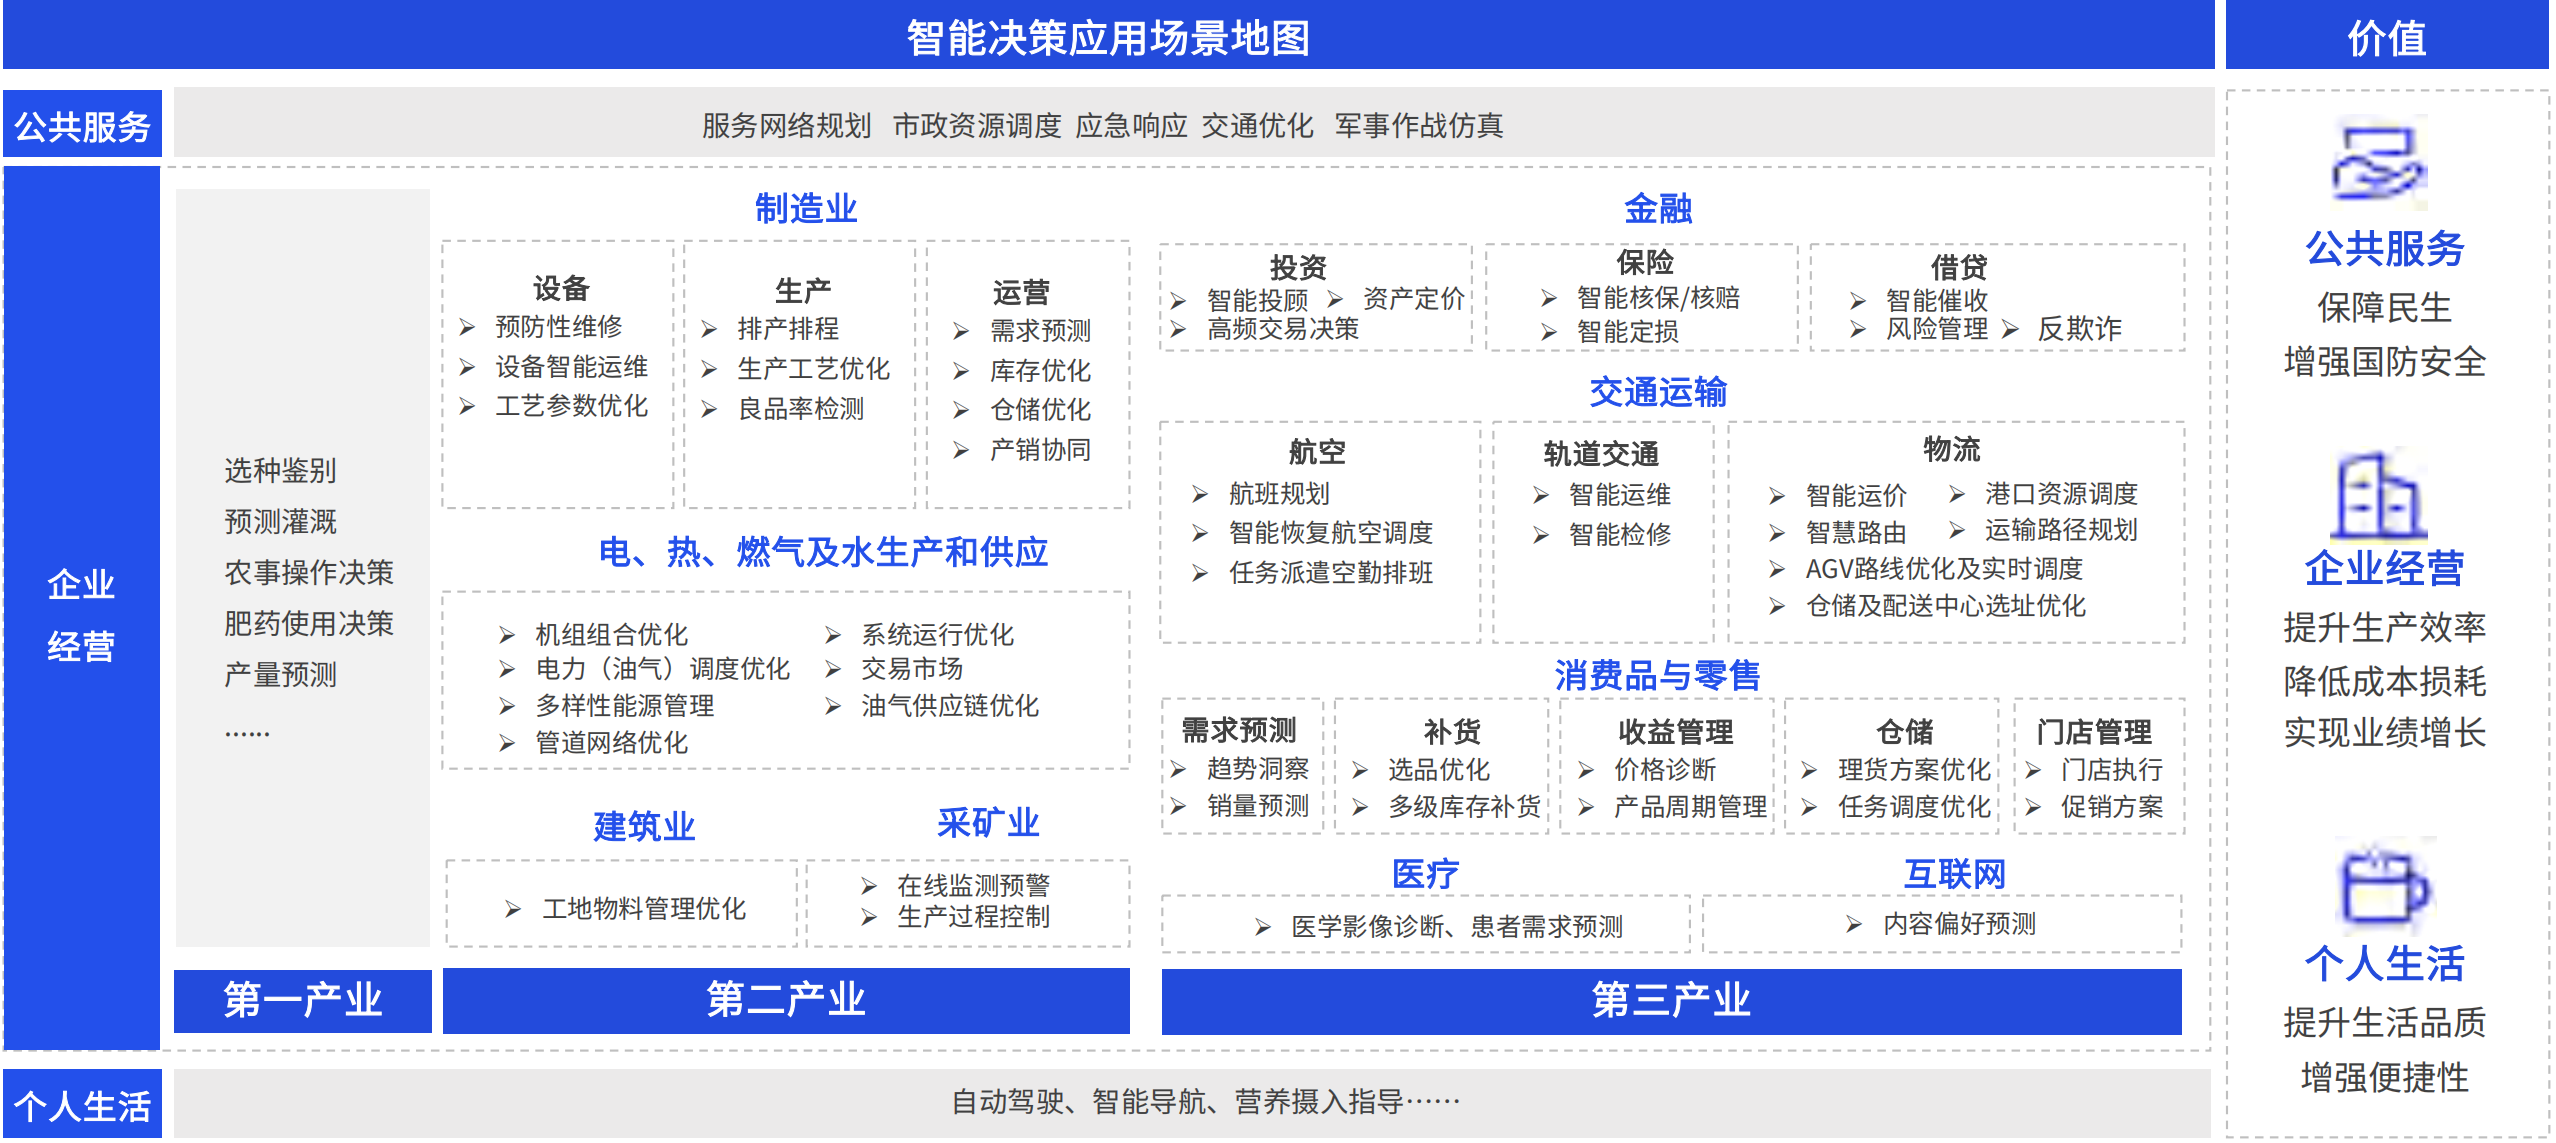 智能决策应用场景地图
价值
公共服务
服务网络规划 市政资源调度 应急响应 交通优化 军事作战仿真
企业
经营
选种鉴别
预测灌溉
农事操作决策
肥药使用决策
产量预测
……
第一产业
制造业
设备
预防性维修
设备智能运维
工艺参数优化
生产
排产排程
生产工艺优化
良品率检测
运营
需求预测
库存优化
仓储优化
产销协同
电、热、燃气及水生产和供应
机组组合优化
电力（油气）调度优化
多样性能源管理
管道网络优化
系统运行优化
交易市场
油气供应链优化
建筑业
工地物料管理优化
采矿业
在线监测预警
生产过程控制
第二产业
金融
投资
智能投顾 资产定价
高频交易决策
保险
智能核保/核赔
智能定损
借贷
智能催收
风险管理 反欺诈
交通运输
航空
航班规划
智能恢复航空调度
任务派遣空勤排班
轨道交通
智能运维
智能检修
物流
智能运价 港口资源调度
智慧路由 运输路径规划
AGV路线优化及实时调度
仓储及配送中心选址优化
消费品与零售
需求预测
趋势洞察
销量预测
补货
选品优化
多级库存补货
收益管理
价格诊断
产品周期管理
仓储
理货方案优化
任务调度优化
门店管理
门店执行
促销方案
医疗
医学影像诊断、患者需求预测
互联网
内容偏好预测
第三产业
个人生活
自动驾驶、智能导航、营养摄入指导……
公共服务
保障民生
增强国防安全
企业经营
提升生产效率
降低成本损耗
实现业绩增长
个人生活
提升生活品质
增强便捷性